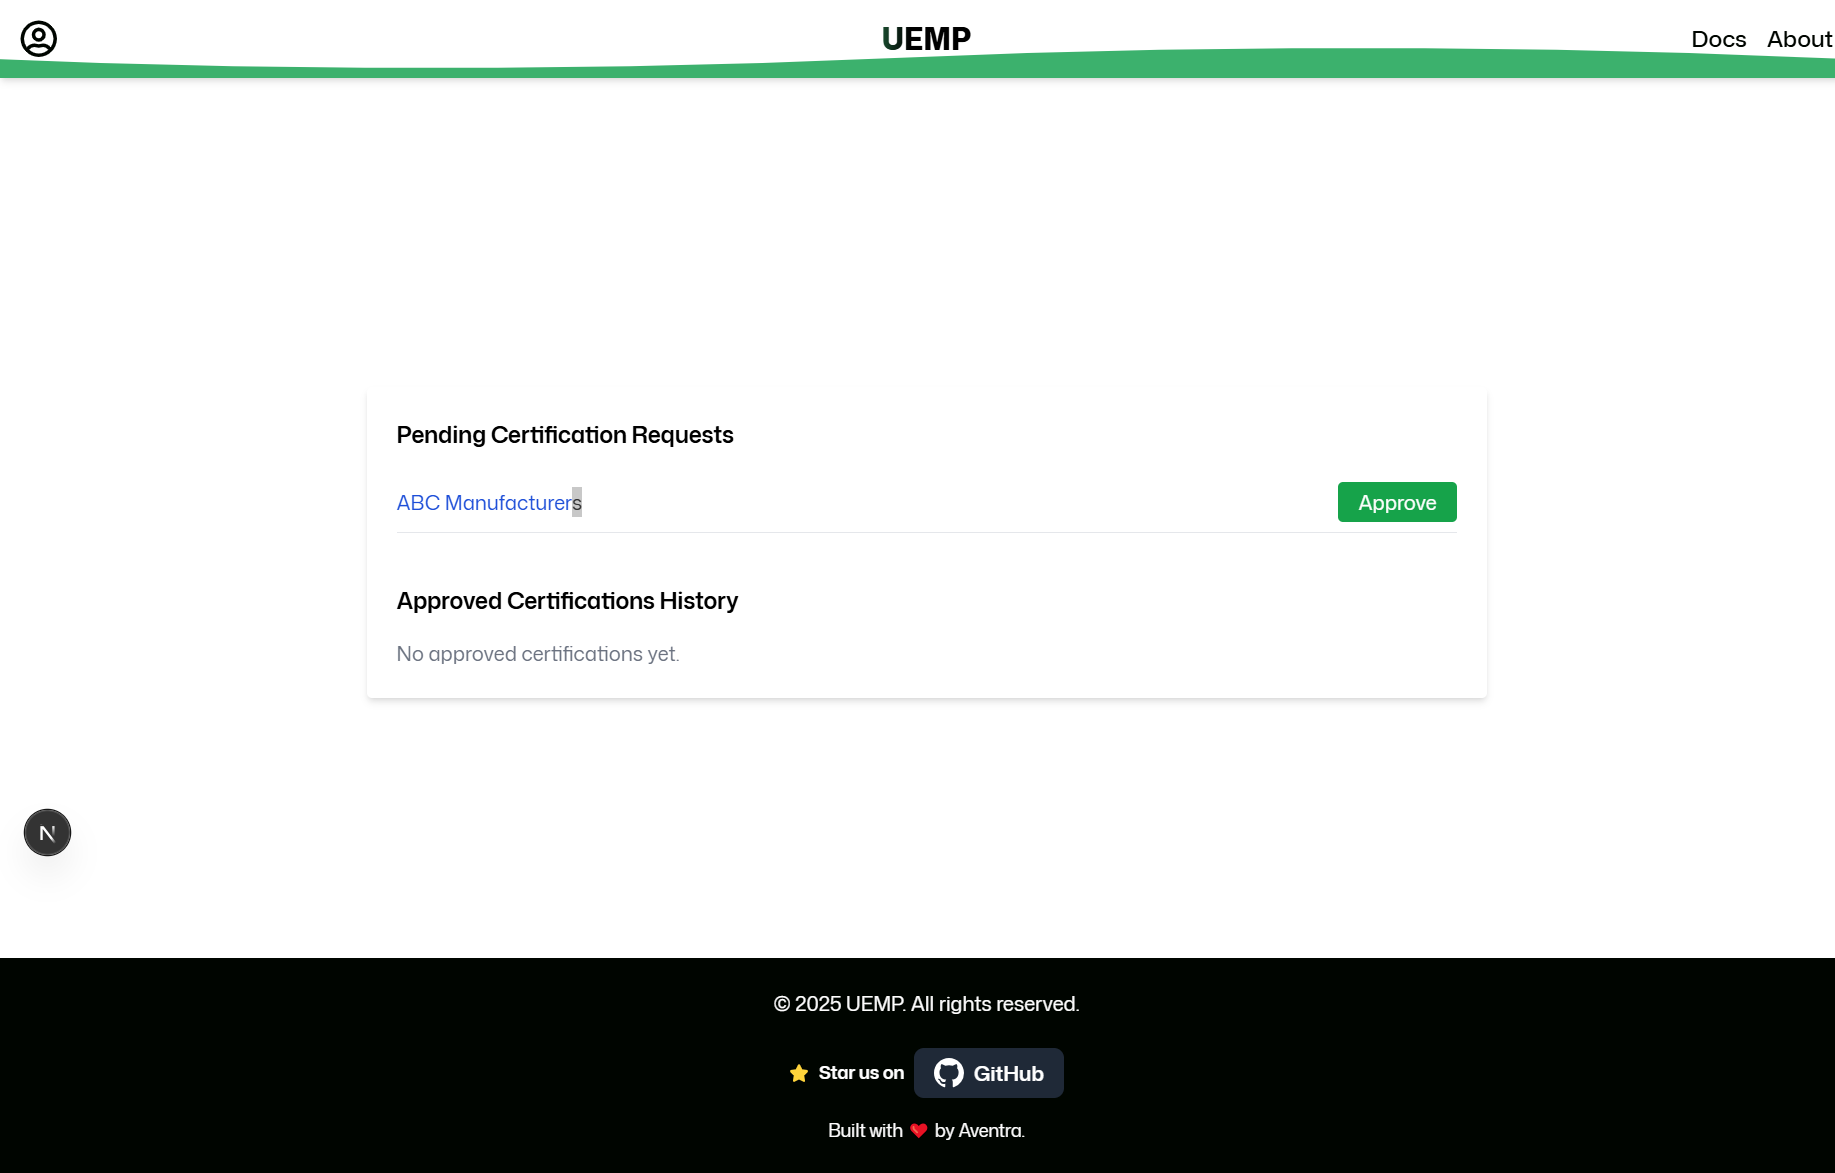 UEMP
Docs About
Pending Certification Requests
ABC Manufacturers
Approve
Approved Certifications History
No approved certifications yet.
N
© 2025 UEMP. All rights reserved.
⭐ Star us on GitHub
Built with ❤️ by Aventra.